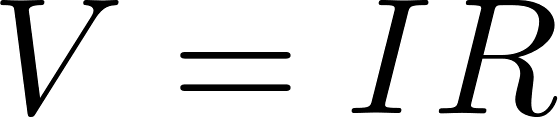 V = IR